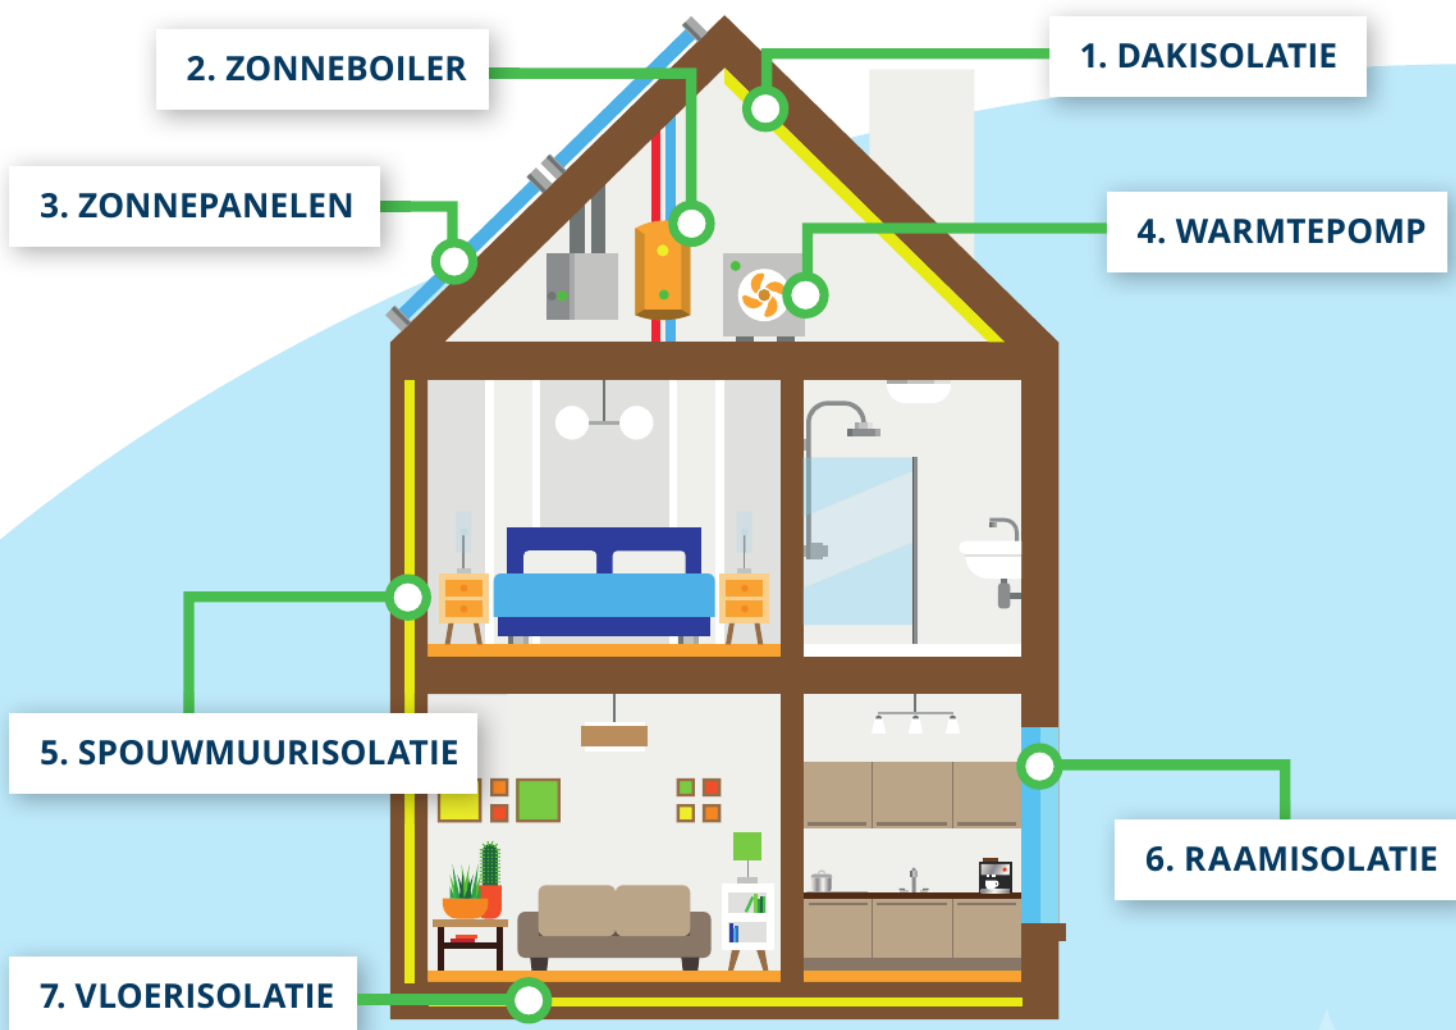 1. DAKISOLATIE
2. ZONNEBOILER
3. ZONNEPANELEN
4. WARMTEPOMP
5. SPOUWMUURISOLATIE
6. RAAMISOLATIE
7. VLOERISOLATIE